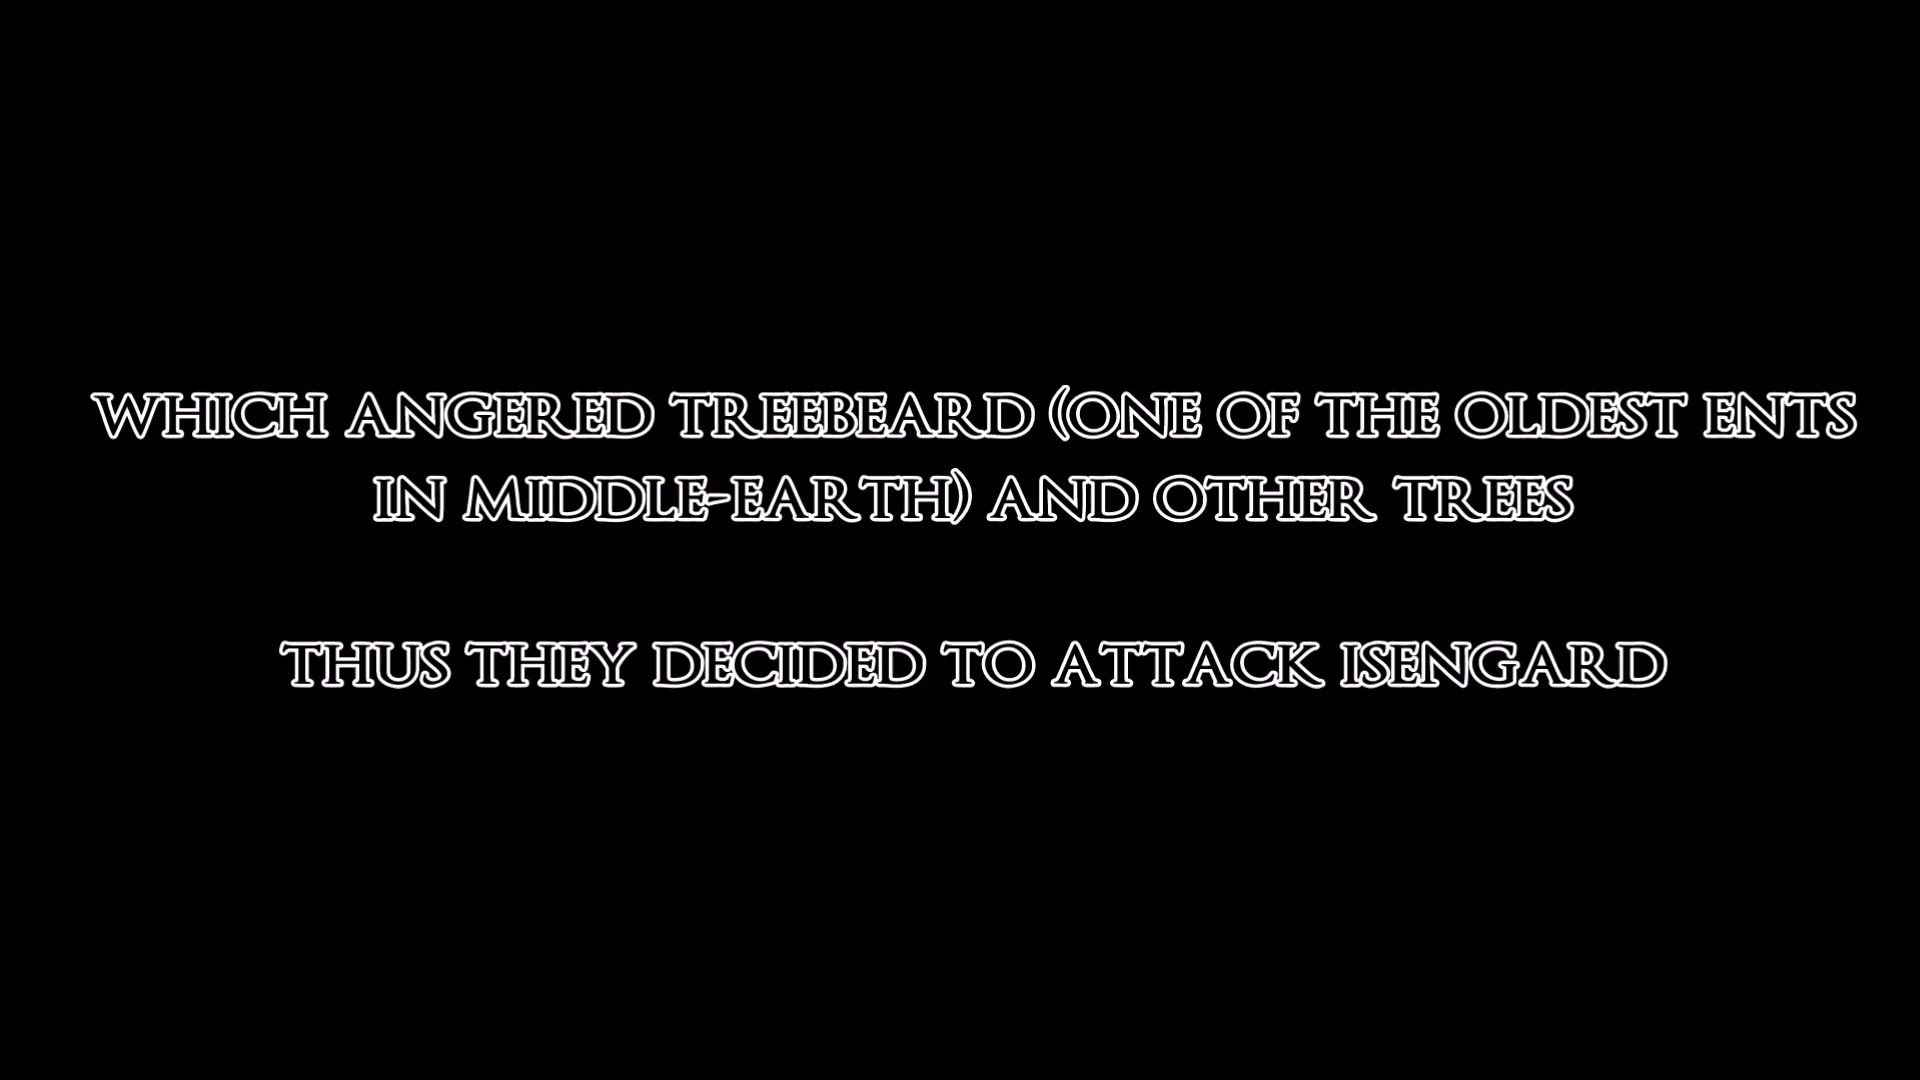 WHICH ANGERED TREEBEARD (ONE OF THE OLDEST ENTS
IN MIDDLE-EARTH) AND OTHER TREES
THUS THEY DECIDED TO ATTACK ISENGARD